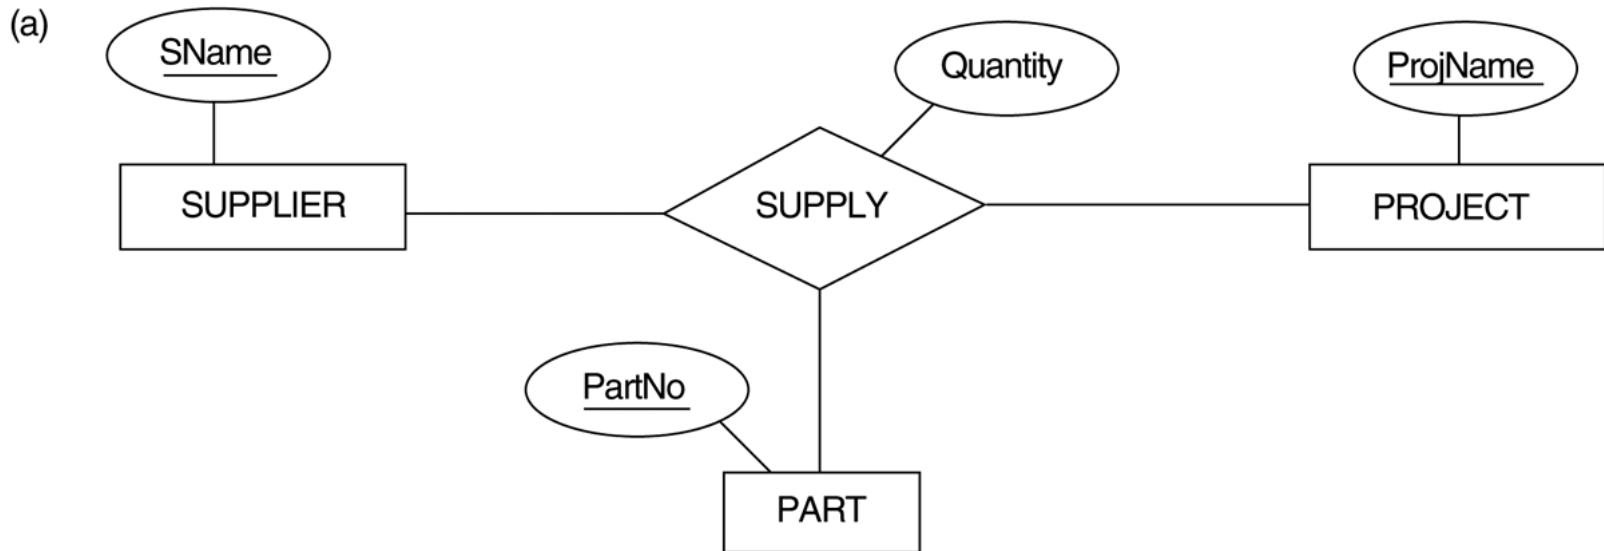 (a)
SName
Quantity
ProjName
SUPPLIER
SUPPLY
PROJECT
PartNo
PART